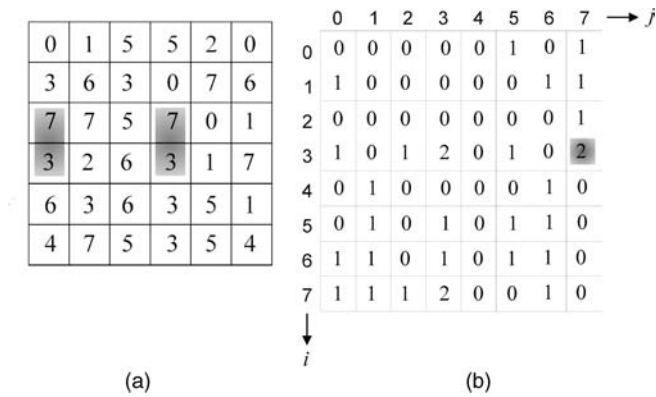 0 1 5 5 2 0
3 6 3 0 7 6
7 7 5 7 0 1
3 2 6 3 1 7
6 3 6 3 5 1
4 7 5 3 5 4
(a)
0 1 2 3 4 5 6 7 j
0 0 0 0 0 0 1 0 1
1 1 0 0 0 0 0 1 1
2 0 0 0 0 0 0 0 1
3 1 0 1 2 0 1 0 2
4 0 1 0 0 0 0 1 0
5 0 1 0 1 0 1 1 0
6 1 1 0 1 0 1 1 0
7 1 1 1 2 0 0 1 0
i
(b)